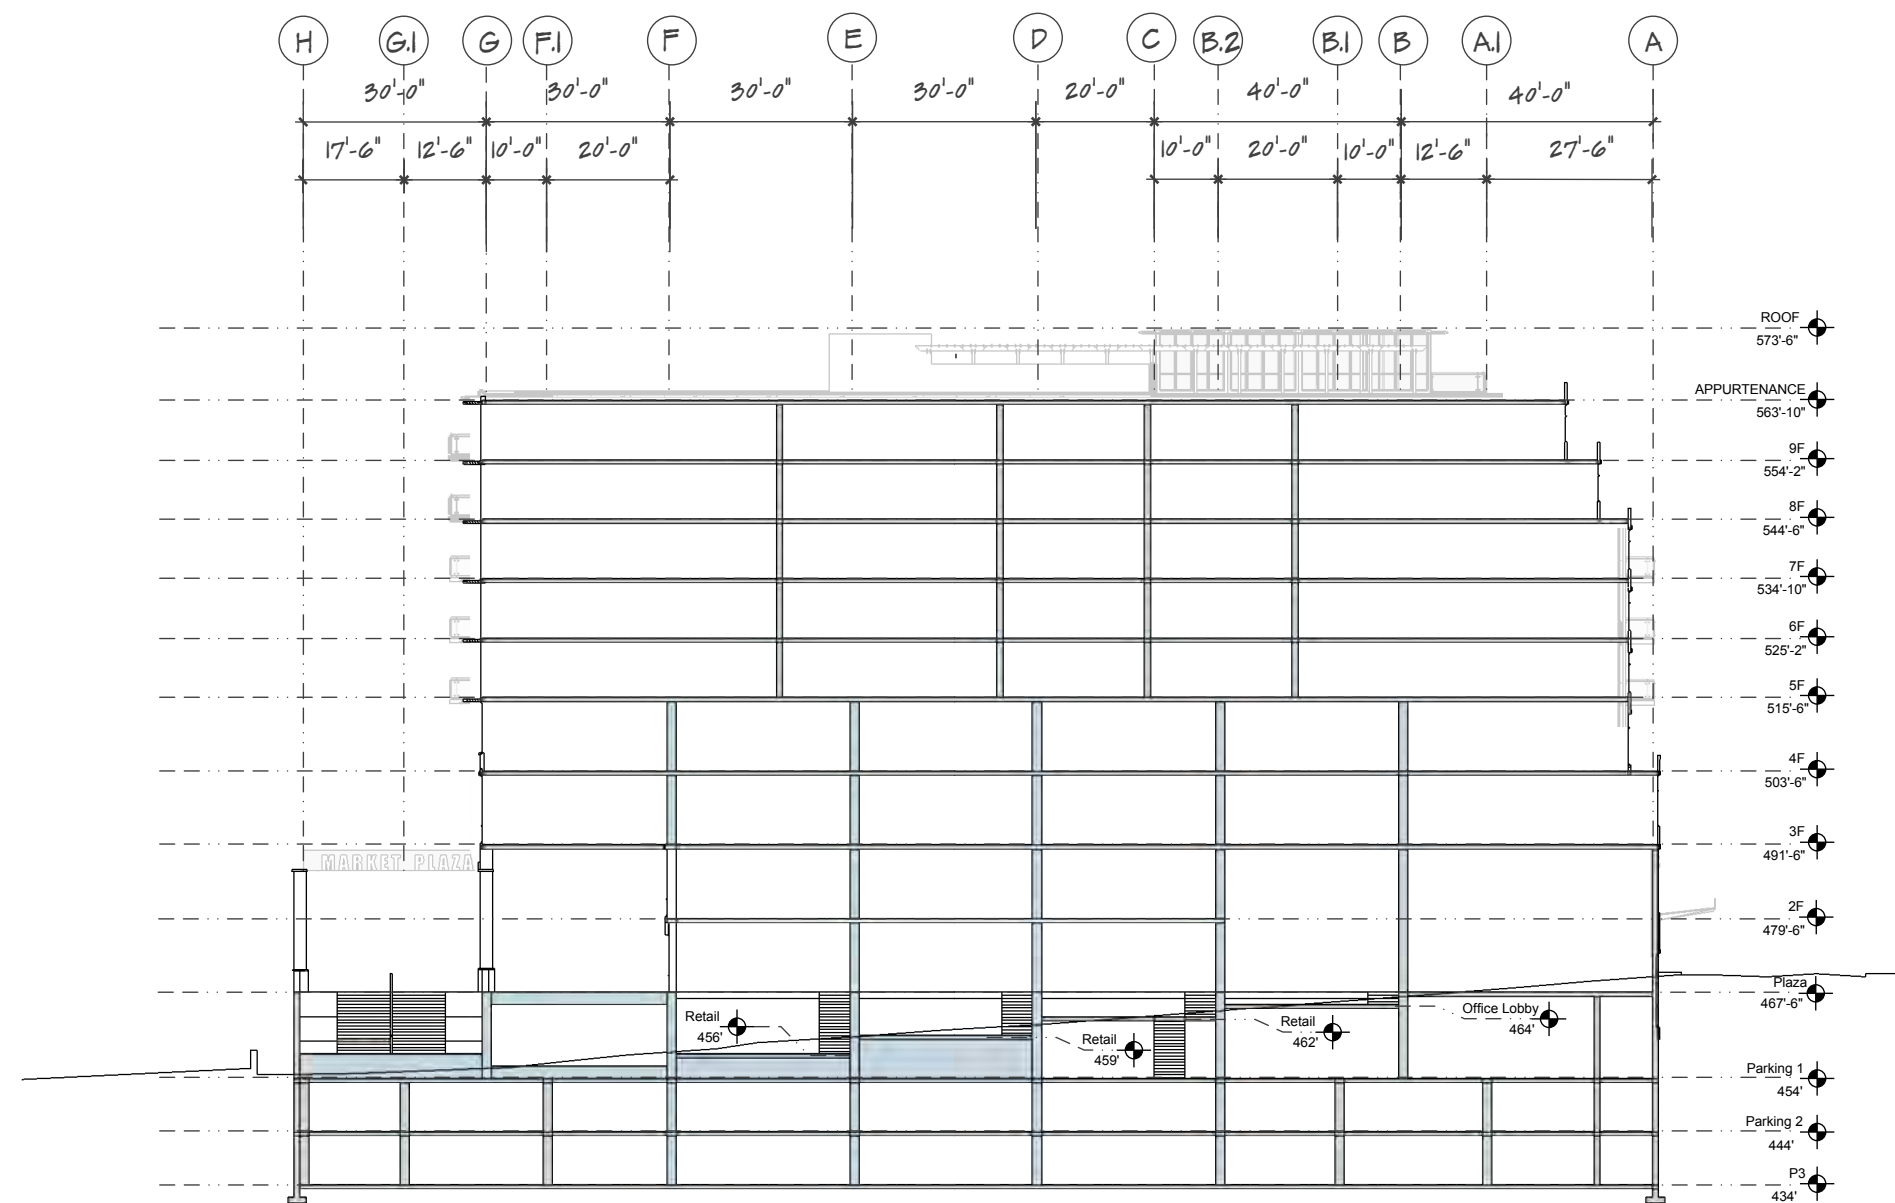 H G.1 G F.1 F E D C B.2 B.1 B A.1 A
30'-0" 30'-0" 30'-0" 30'-0" 20'-0" 40'-0" 40'-0"
17'-6" 12'-6" 10'-0" 20'-0" 10'-0" 20'-0" 10'-0" 12'-6" 27'-6"
ROOF
573'-6"
APPURTENANCE
563'-10"
9F
554'-2"
8F
544'-6"
7F
534'-10"
6F
525'-2"
5F
515'-6"
4F
503'-6"
3F
491'-6"
MARKET PLAZA
2F
479'-6"
Plaza
467'-6"
Retail
456'
Retail
459'
Retail
462'
Office Lobby
464'
Parking 1
454'
Parking 2
444'
P3
434'